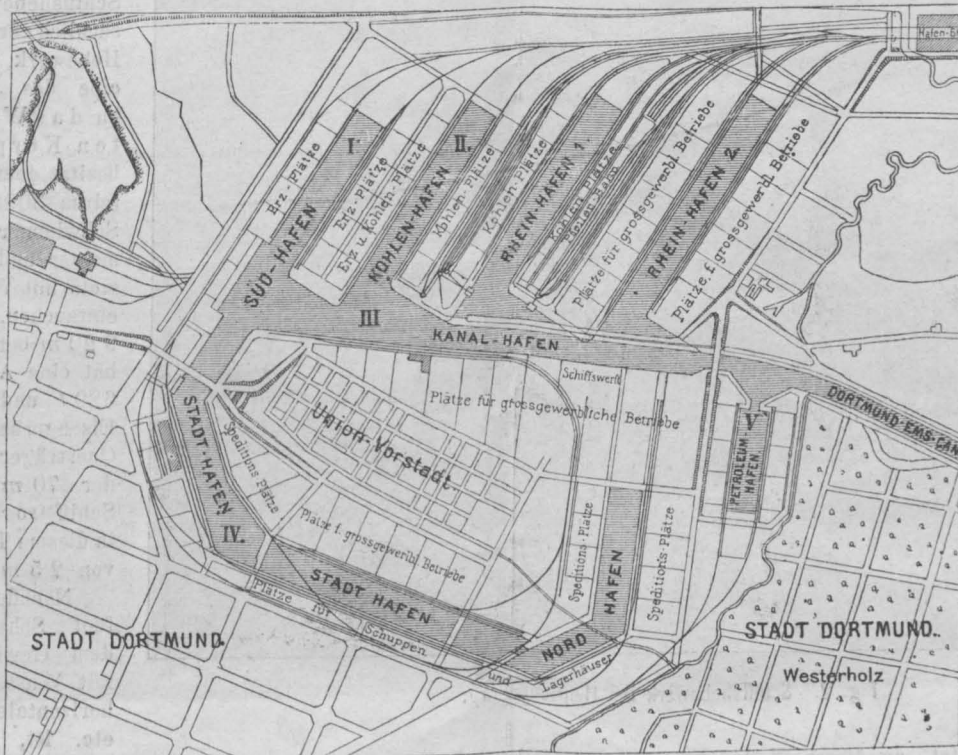 Hafen-
I
II.
Erz-Plätze
Erz-Plätze
Erz u Kohlen-Plätze
SÜD-HAFEN
KOHLEN-HAFEN
Kohlen-Plätze
Kohlen-Plätze
RHEIN-HAFEN 1.
Kohlen Plätze
Plätze für grossgewerbl Betriebe
RHEIN-HAFEN 2.
Plätze f. grossgewerbl Betriebe
III
KANAL-HAFEN
DORTMUND-EMS-CAN
Schiffswerft
Plätze für grossgewerbliche Betriebe
Union-Vorstadt
STADT-HAFEN
IV.
Speditions Plätze
Plätze f. grossgewerbl Betriebe
STADT HAFEN
Plätze für Schuppen und Lagerhäuser
NORD HAFEN
Speditions-Plätze
Speditions-Plätze
V
PETROLEUM-HAFEN
STADT DORTMUND.
STADT DORTMUND.
Westerholz